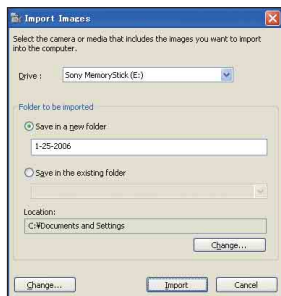 Import Images
Select the camera or media that includes the images you want to import
into the computer.
Drive :
Sony MemoryStick (E:)
Folder to be imported
Save in a new folder
1-25-2006
Save in the existing folder
Location:
C:¥Documents and Settings
Change...
Change...
Import
Cancel